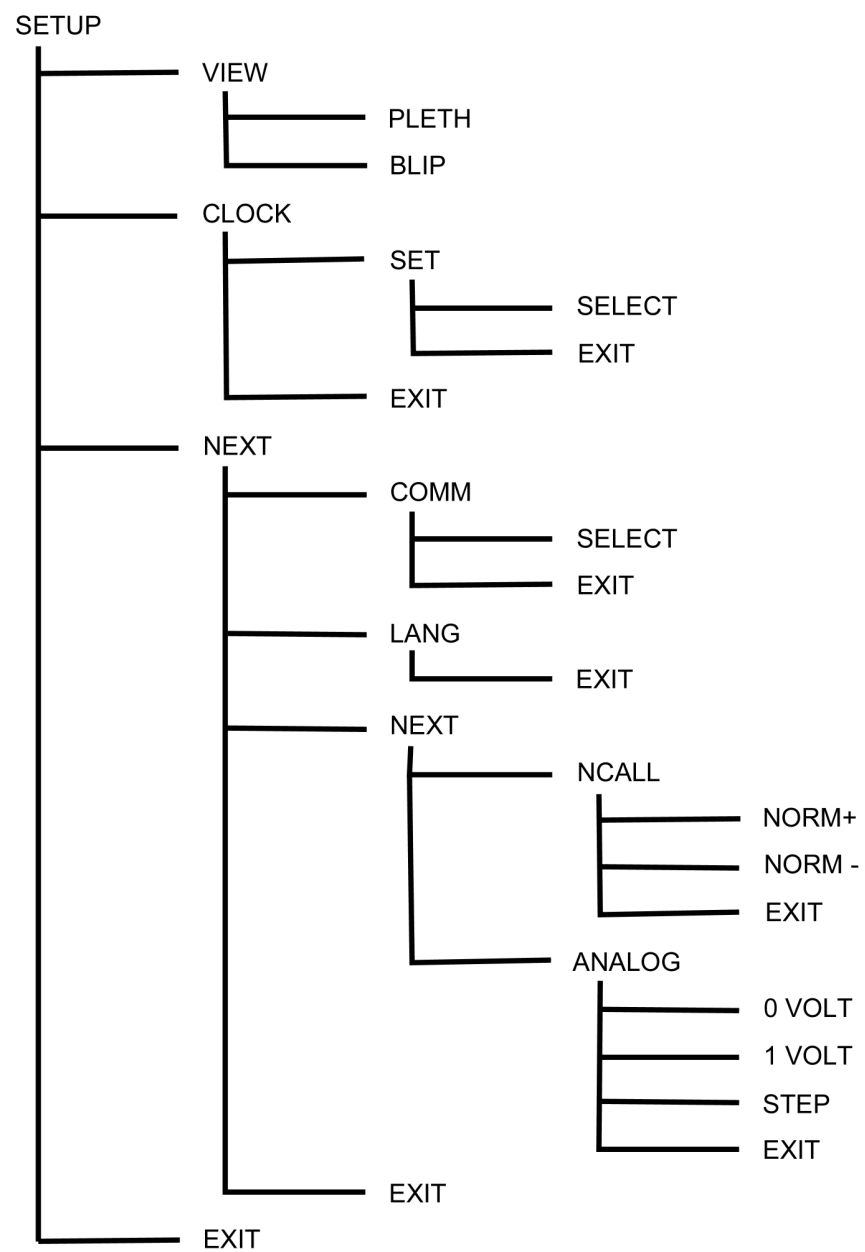 SETUP
VIEW
PLETH
BLIP
CLOCK
SET
SELECT
EXIT
EXIT
NEXT
COMM
SELECT
EXIT
LANG
EXIT
NEXT
NCALL
NORM+
NORM -
EXIT
ANALOG
0 VOLT
1 VOLT
STEP
EXIT
EXIT
EXIT